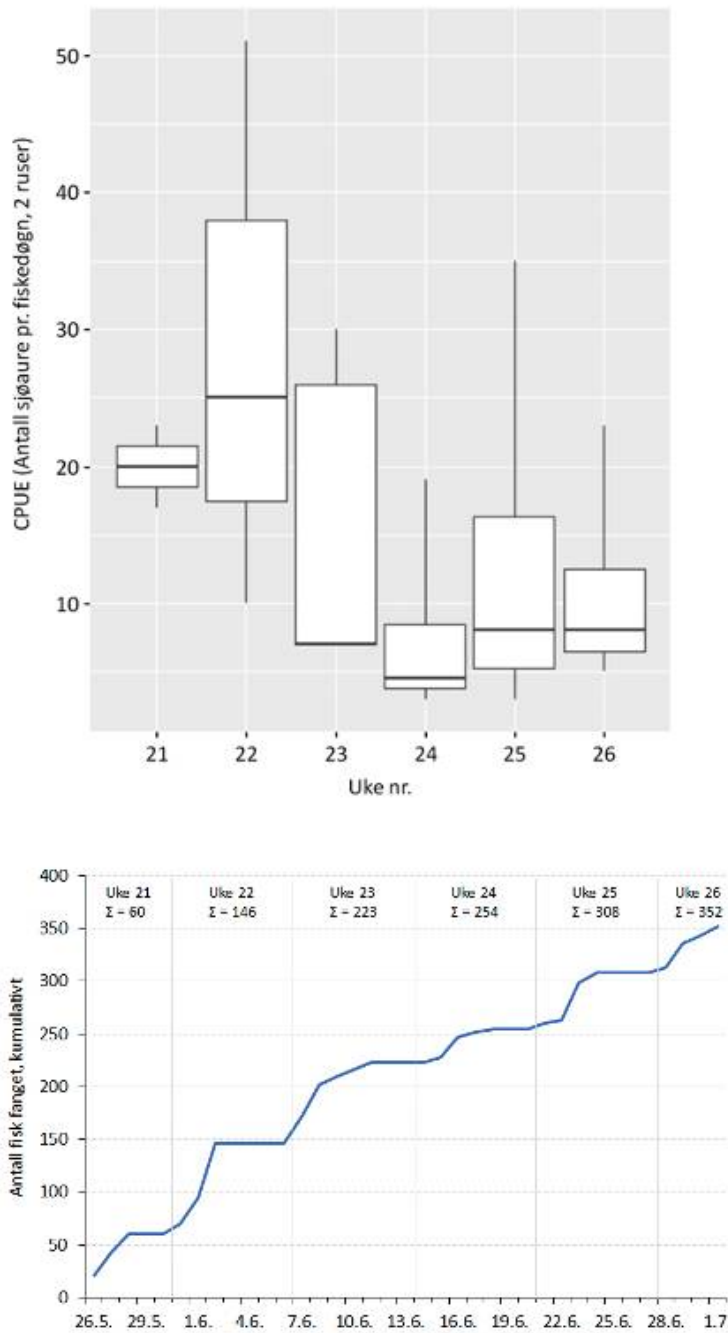 50
40
30
20
10
CPUE (Antall sjøaure pr. fiskedøgn, 2 ruser)
21 22 23 24 25 26
Uke nr.
400
350
300
250
200
150
100
50
0
Antall fisk fanget, kumulativt
Uke 21 Uke 22 Uke 23 Uke 24 Uke 25 Uke 26
Σ = 60 Σ = 146 Σ = 223 Σ = 254 Σ = 308 Σ = 352
26.5. 29.5. 1.6. 4.6. 7.6. 10.6. 13.6. 16.6. 19.6. 22.6. 25.6. 28.6. 1.7